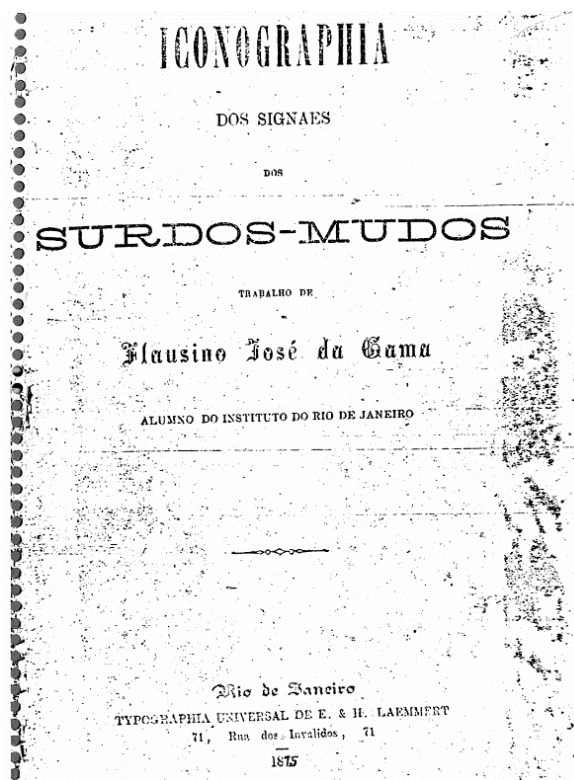 ICONOGRAPHIA
DOS SIGNAES
DOS
SURDOS-MUDOS
TRABALHO DE
Flausino José da Gama
ALUMNO DO INSTITUTO DO RIO DE JANEIRO
Rio de Janeiro
TYPOGRAPHIA UNIVERSAL DE E. & H. LAEMMERT
71, Rua dos Invalidos, 71
1875